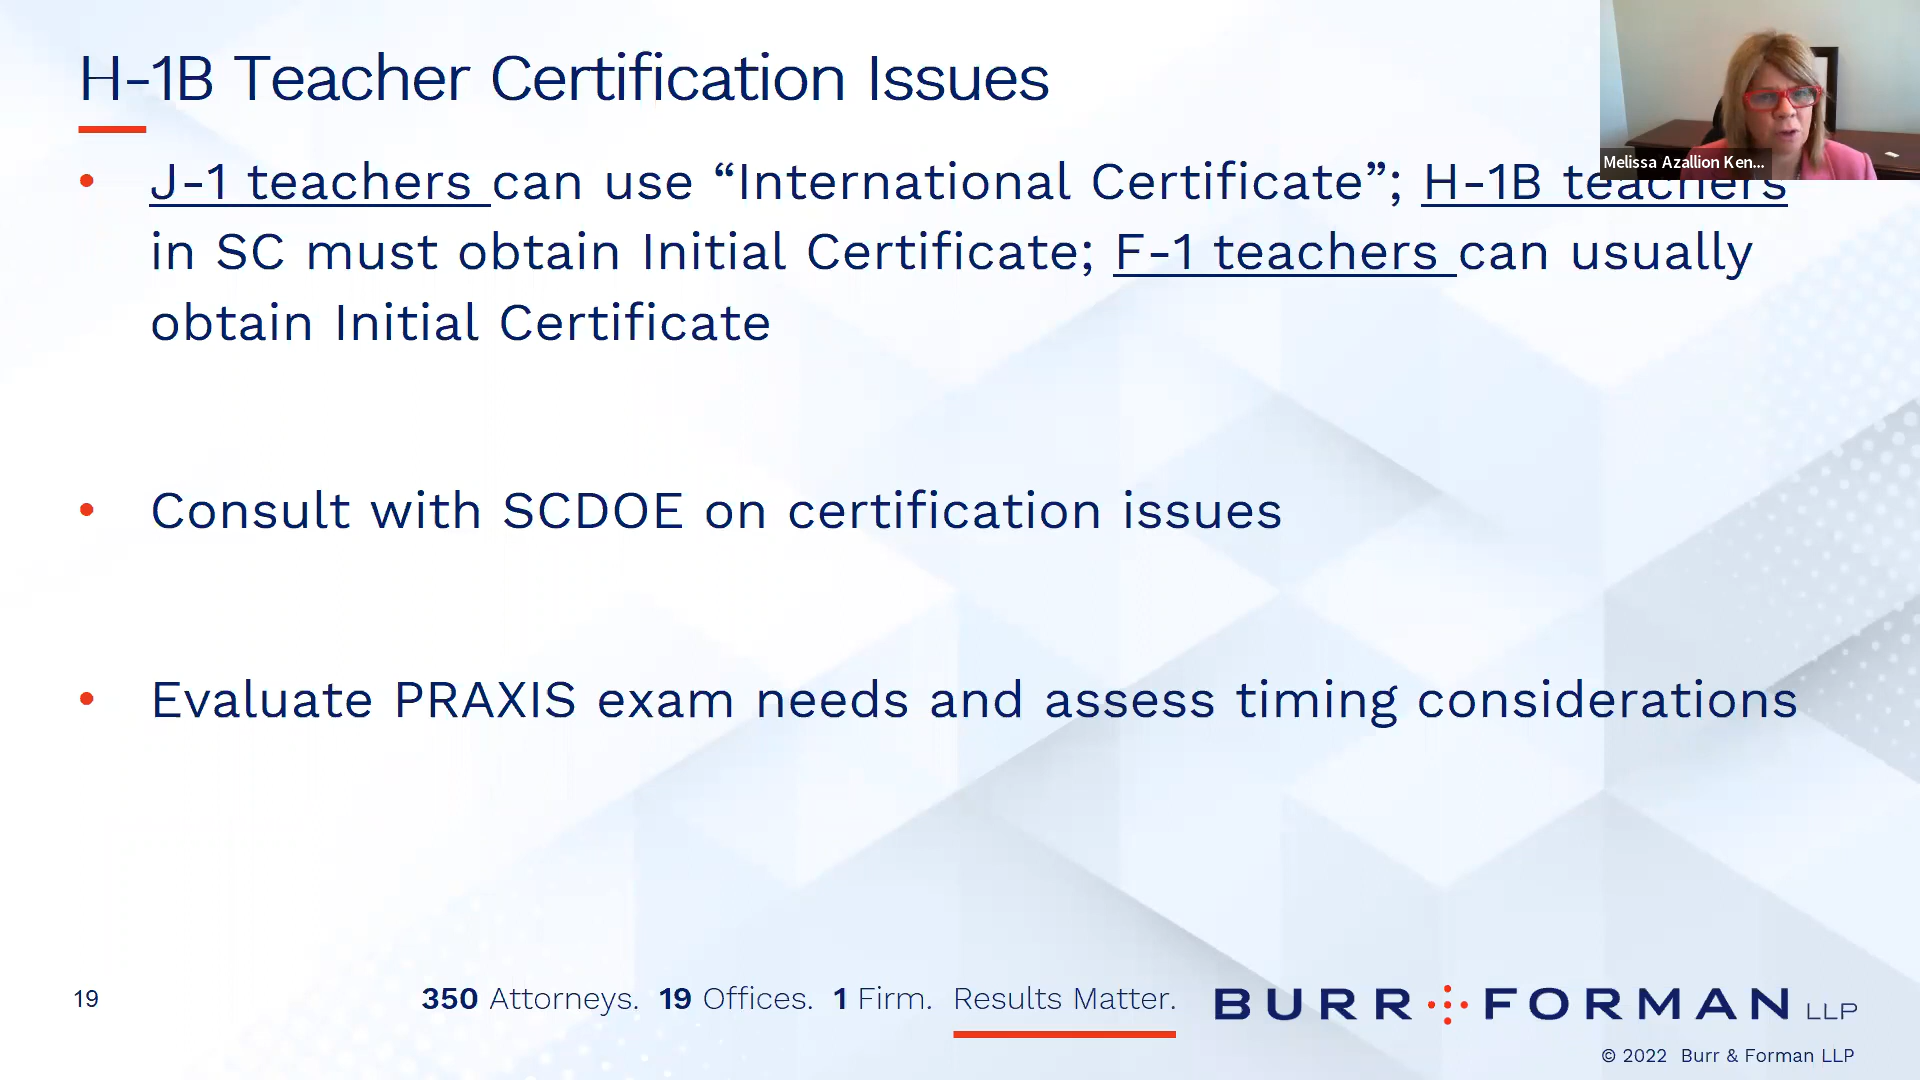 H-1B Teacher Certification Issues
Melissa Azallion Ken...
• J-1 teachers can use “International Certificate”; H-1B teachers
in SC must obtain Initial Certificate; F-1 teachers can usually
obtain Initial Certificate
• Consult with SCDOE on certification issues
• Evaluate PRAXIS exam needs and assess timing considerations
19
350 Attorneys. 19 Offices. 1 Firm. Results Matter.
BURR FORMAN LLP
© 2022 Burr & Forman LLP